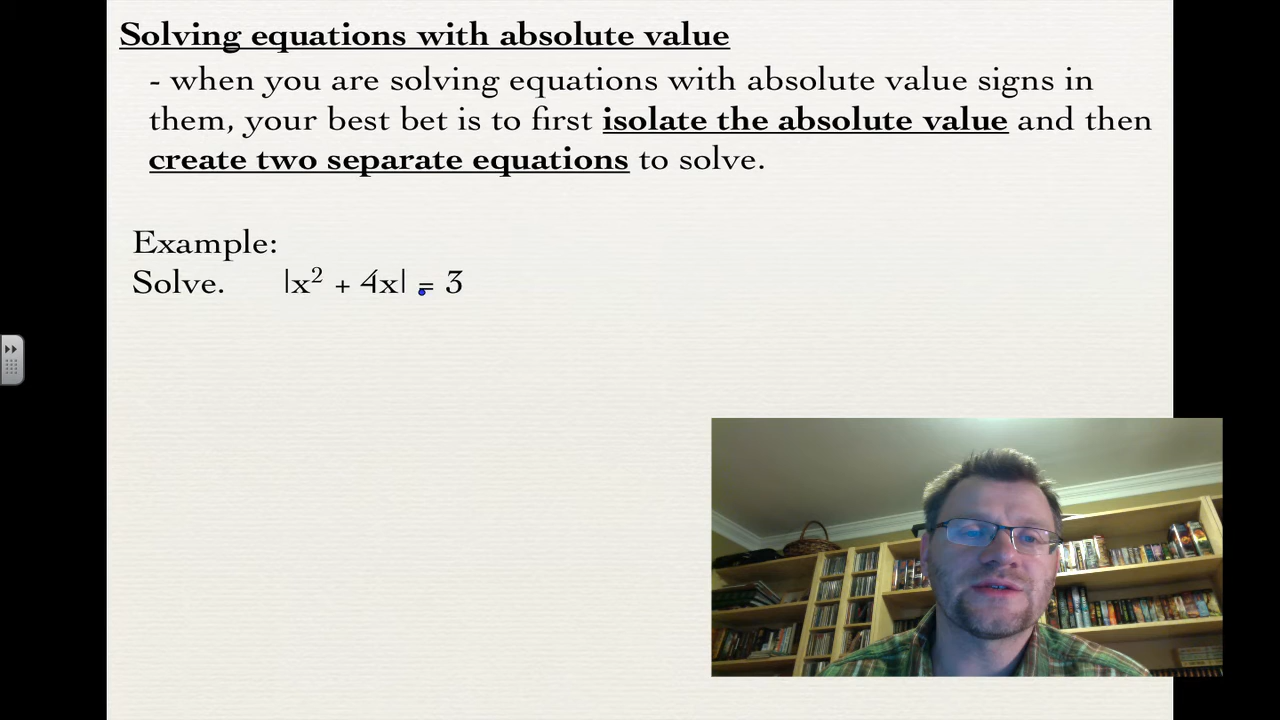 Solving equations with absolute value
- when you are solving equations with absolute value signs in
them, your best bet is to first isolate the absolute value and then
create two separate equations to solve.
Example:
Solve. |x² + 4x| = 3